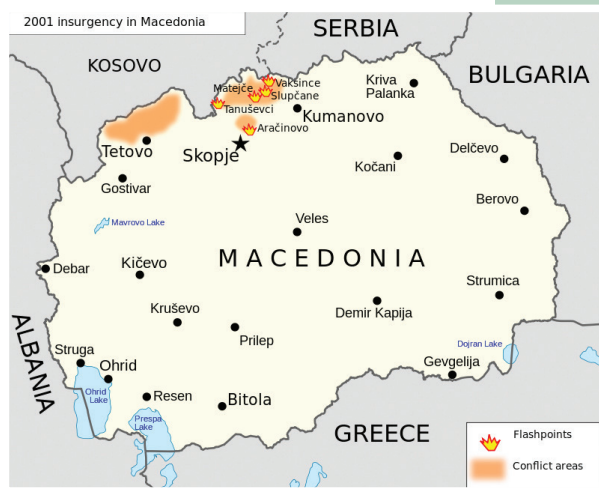 2001 insurgency in Macedonia
SERBIA
KOSOVO
BULGARIA
Matejče
Vaksince
Slupčane
Tanuševci
Kumanovo
Aračinovo
Kriva
Palanka
Tetovo
Skopje
Gostivar
Kočani
Delčevo
Berovo
Mavrovo Lake
Veles
MACEDONIA
Debar
Kičevo
Strumica
Kruševo
Demir Kapija
Prilep
ALBANIA
Struga
Ohrid
Dojran Lake
Gevgelija
Ohrid
Lake
Resen
Bitola
Prespa
Lake
GREECE
Flashpoints
Conflict areas